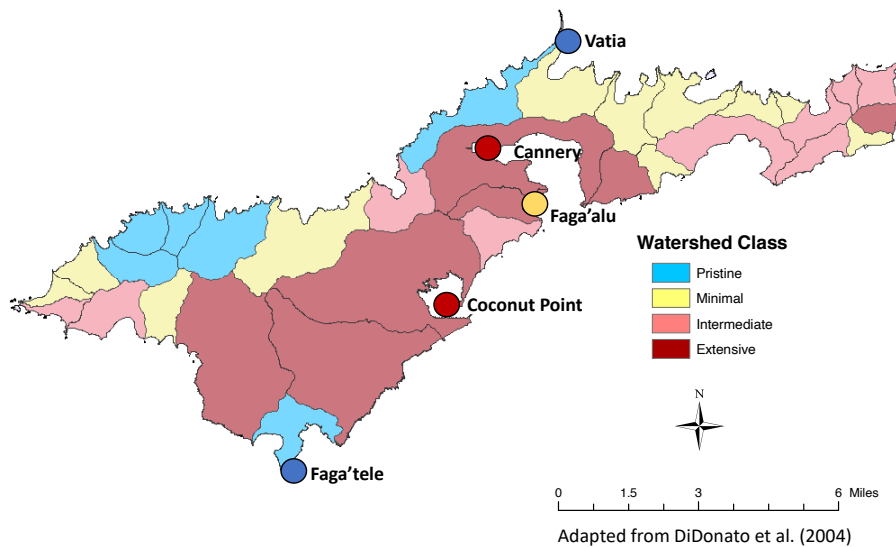 Vatia
Cannery
Faga'alu
Watershed Class
Pristine
Minimal
Intermediate
Extensive
Coconut Point
N
Faga'tele
0 1.5 3 6 Miles
Adapted from DiDonato et al. (2004)